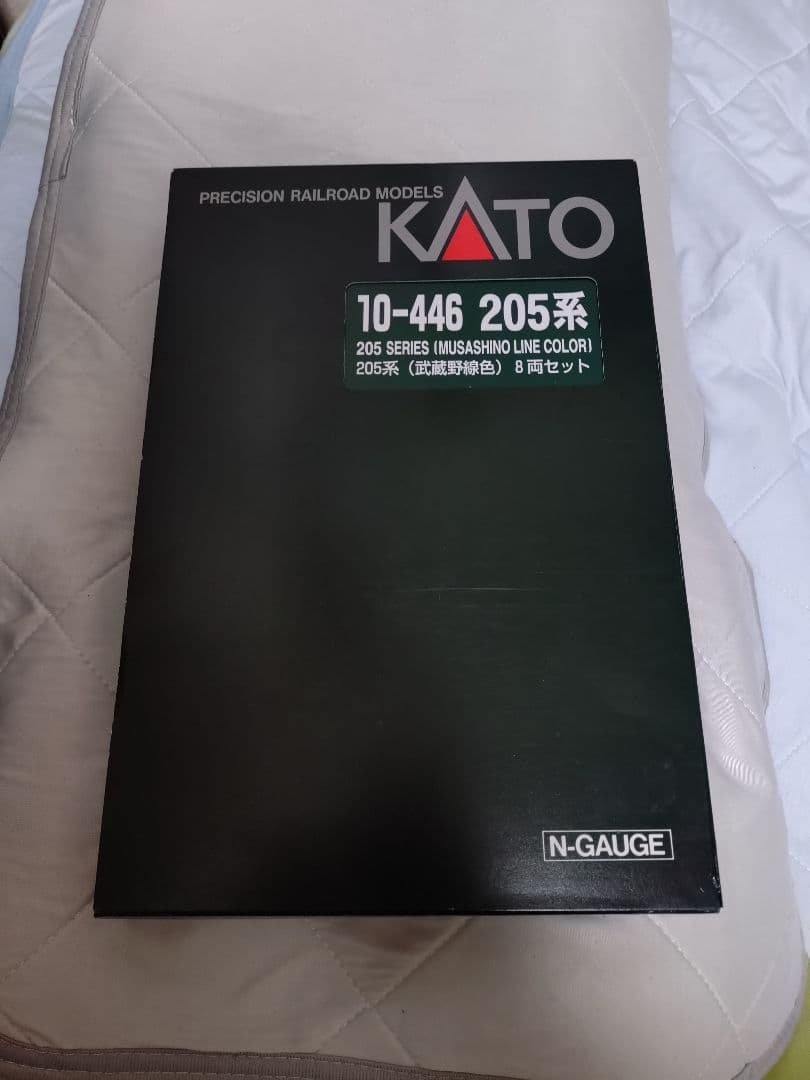 PRECISION RAILROAD MODELS
KATO
10-446 205系
205 SERIES (MUSASHINO LINE COLOR)
205系（武蔵野線色）8両セット
N-GAUGE